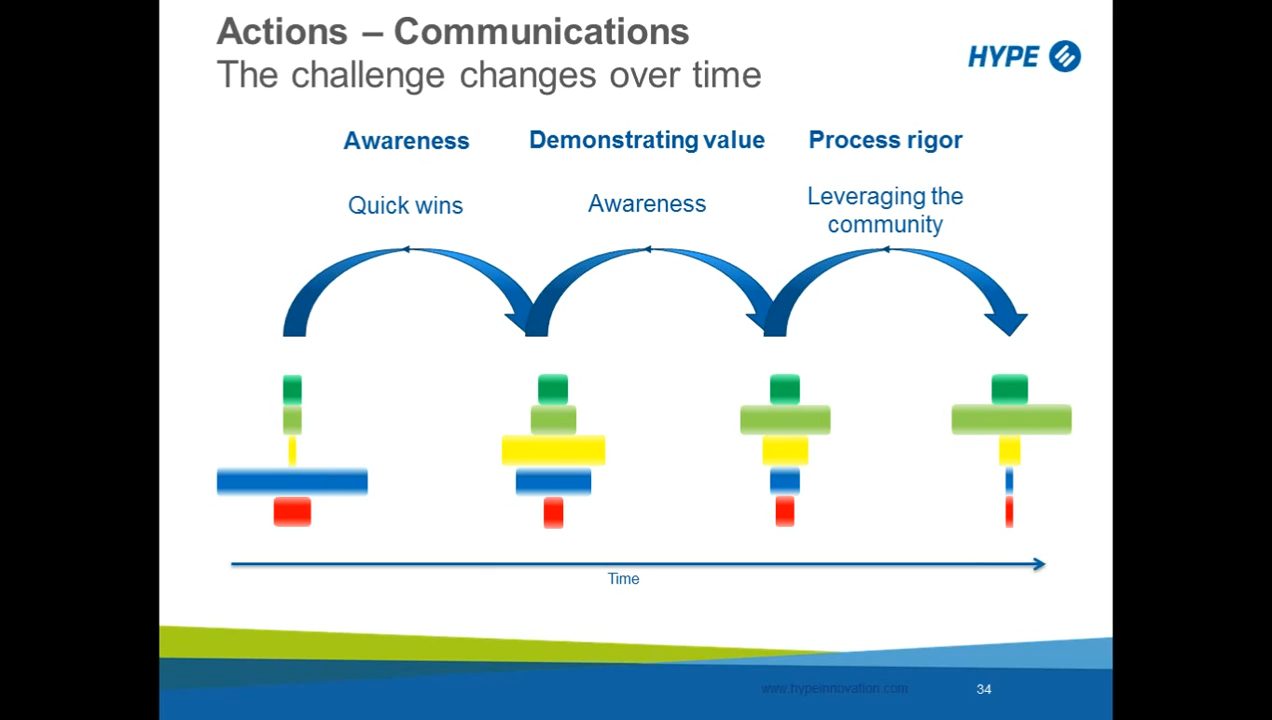 Actions – Communications
The challenge changes over time
HYPE
Awareness
Demonstrating value
Process rigor
Quick wins
Awareness
Leveraging the
community
Time
www.hypeinnovation.com
34